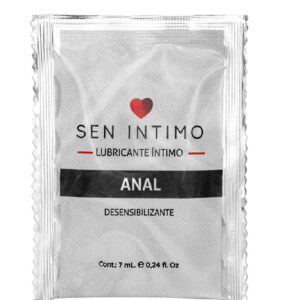 SEN INTIMO
LUBRICANTE ÍNTIMO
ANAL
DESENSIBILIZANTE
Cont.: 7 mL. ℮ 0,24 fl. Oz